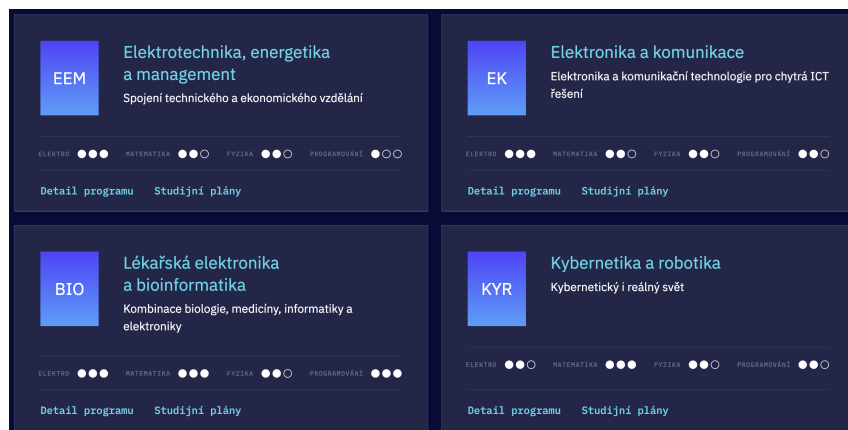 EEM
Elektrotechnika, energetika
a management
Spojení technického a ekonomického vzdělání
ELEKTRO MATEMATIKA FYZIKA PROGRAMOVÁNÍ
Detail programu Studijní plány
EK
Elektronika a komunikace
Elektronika a komunikační technologie pro chytrá ICT
řešení
ELEKTRO MATEMATIKA FYZIKA PROGRAMOVÁNÍ
Detail programu Studijní plány
BIO
Lékařská elektronika
a bioinformatika
Kombinace biologie, medicíny, informatiky a
elektroniky
ELEKTRO MATEMATIKA FYZIKA PROGRAMOVÁNÍ
Detail programu Studijní plány
KYR
Kybernetika a robotika
Kybernetický i reálný svět
ELEKTRO MATEMATIKA FYZIKA PROGRAMOVÁNÍ
Detail programu Studijní plány